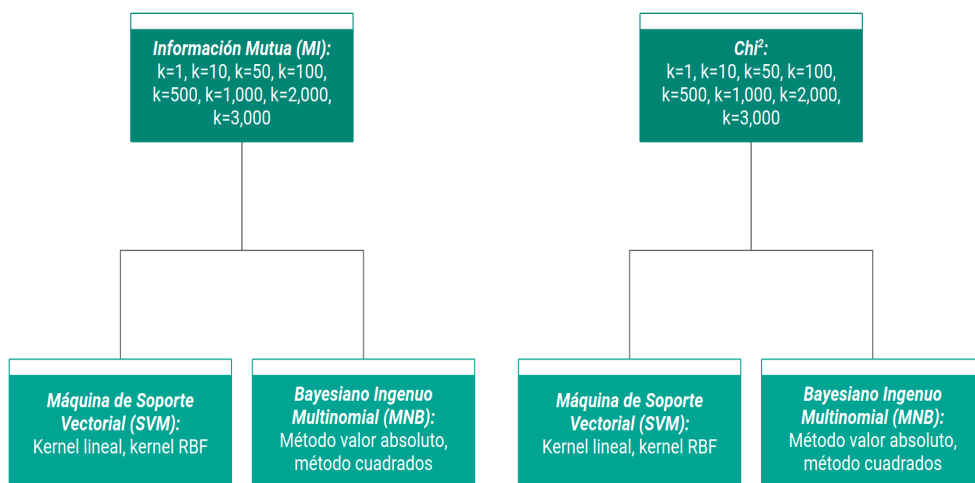 Información Mutua (MI):
k=1, k=10, k=50, k=100,
k=500, k=1,000, k=2,000,
k=3,000
Chi²:
k=1, k=10, k=50, k=100,
k=500, k=1,000, k=2,000,
k=3,000
Máquina de Soporte
Vectorial (SVM):
Kernel lineal, kernel RBF
Bayesiano Ingenuo
Multinomial (MNB):
Método valor absoluto,
método cuadrados
Máquina de Soporte
Vectorial (SVM):
Kernel lineal, kernel RBF
Bayesiano Ingenuo
Multinomial (MNB):
Método valor absoluto,
método cuadrados